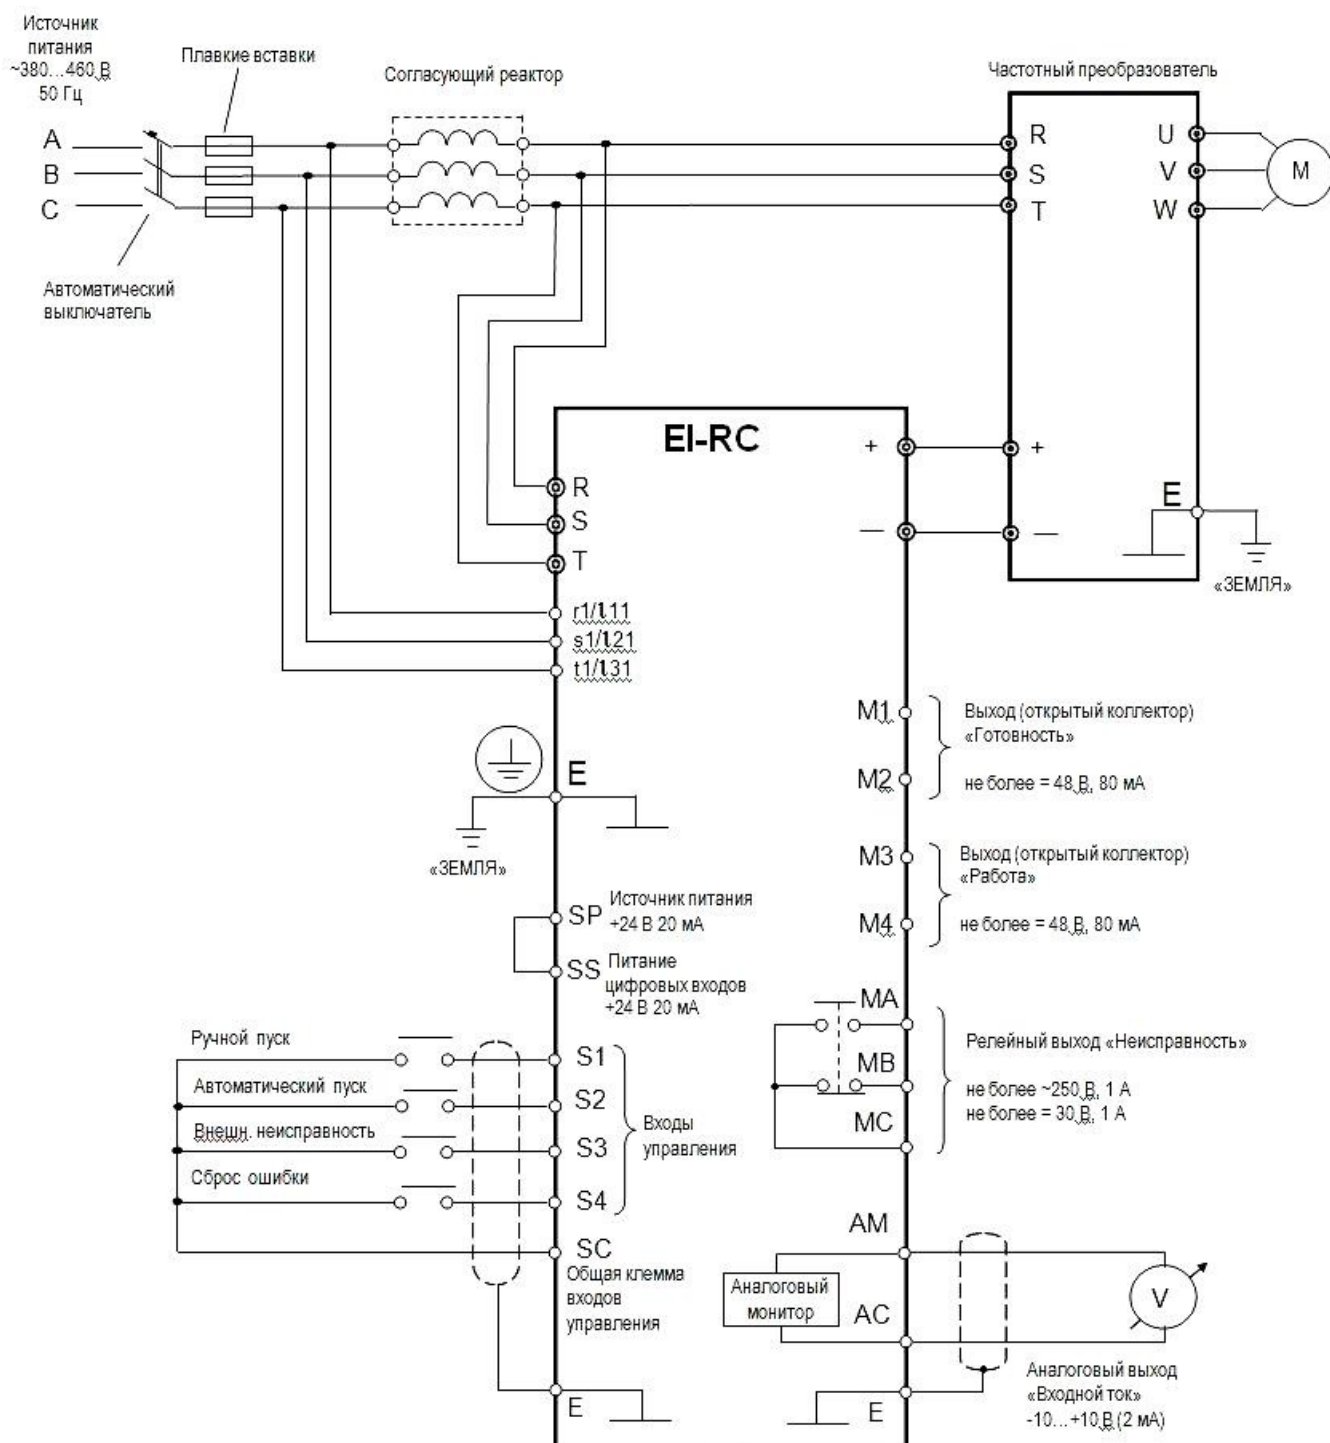 Источник
питания
~380...460 В
50 Гц
Плавкие вставки
Согласующий реактор
Частотный преобразователь
A
B
C
R
S
T
U
V
W
M
Автоматический
выключатель
EI-RC
+
—
+
—
E
«ЗЕМЛЯ»
R
S
T
r1/ℓ11
s1/ℓ21
t1/ℓ31
E
«ЗЕМЛЯ»
M1
M2
Выход (открытый коллектор)
«Готовность»
не более = 48 В, 80 мА
M3
M4
Выход (открытый коллектор)
«Работа»
не более = 48 В, 80 мА
SP
Источник питания
+24 В 20 мА
SS
Питание
цифровых входов
+24 В 20 мА
MA
MB
MC
Релейный выход «Неисправность»
не более ~250 В, 1 А
не более = 30 В, 1 А
Ручной пуск
Автоматический пуск
Внешн. неисправность
Сброс ошибки
S1
S2
S3
S4
Входы
управления
SC
Общая клемма
входов
управления
E
AM
Аналоговый
монитор
AC
V
E
Аналоговый выход
«Входной ток»
-10...+10 В (2 мА)